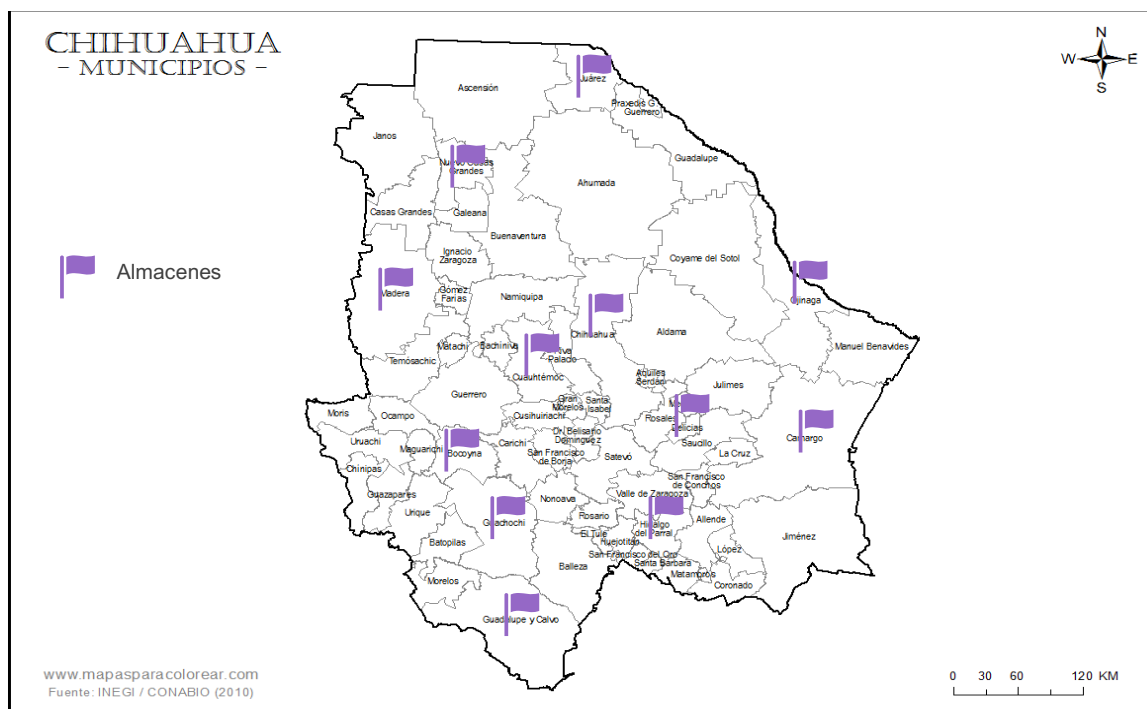 CHIHUAHUA
- MUNICIPIOS -
N
W E
S
Juárez
Ascensión
Praxedis G.
Guerrero
Janos
Guadalupe
Nuevo Casas
Grandes
Ahumada
Casas Grandes
Galeana
Buenaventura
Ignacio
Zaragoza
Coyame del Sotol
Almacenes
Madera
Gómez
Farías
Namiquipa
Ojinaga
Chihuahua
Aldama
Matachi
Bachiniva
Riva
Palacio
Manuel Benavides
Temósachic
Cuauhtémoc
Aquiles
Serdán
Julimes
Guerrero
Gran
Morelos
Santa
Isabel
Moris
Ocampo
Cusihuiriachi
Rosales
Delicias
Camargo
Uruachi
Maguarichi
Bocoyna
Carichi
Dr. Belisario
Dominguez
San Francisco
de Borja
Satevó
Saucillo
La Cruz
Chinipas
San Francisco
de Conchos
Guazapares
Nonoava
Valle de Zaragoza
Urique
Guachochi
Rosario
Hidalgo
del Parral
Allende
Jiménez
Batopilas
El Tule
Huejotitán
López
San Francisco del Oro
Santa Bárbara
Balleza
Matamoros
Morelos
Coronado
Guadalupe y Calvo
www.mapasparacolorear.com
Fuente: INEGI / CONABIO (2010)
0 30 60 120 KM